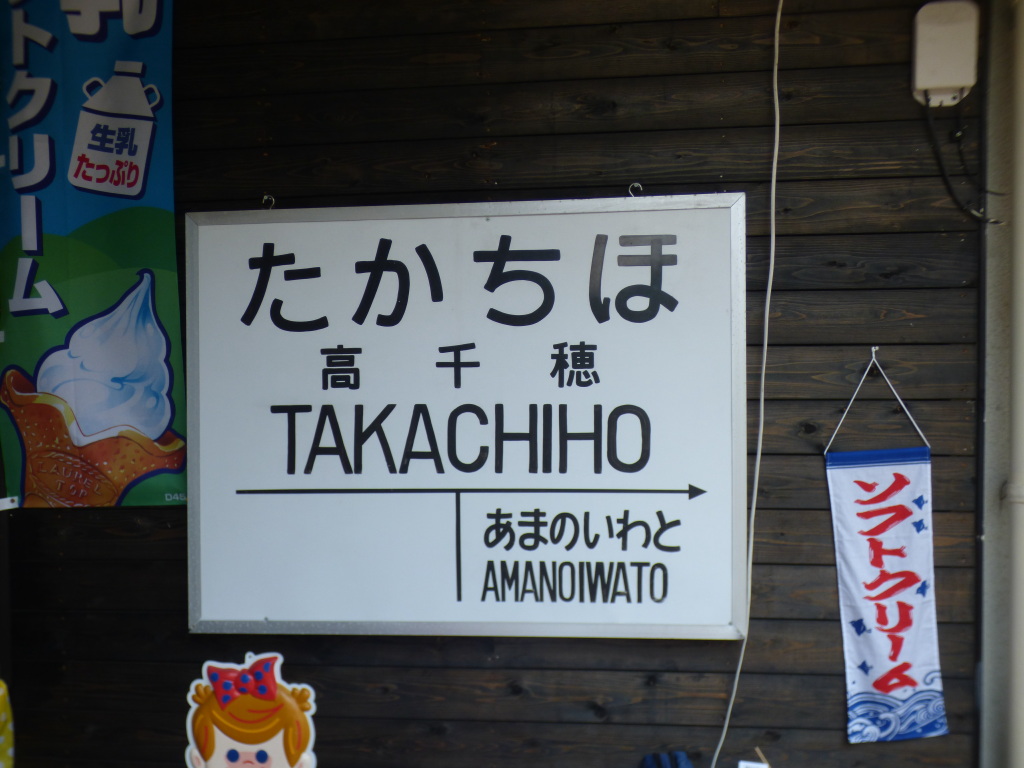 乳
トクリーム
生乳
たっぷり
たかちほ
高千穂
TAKACHIHO
あまのいわと
AMANOIWATO
ソフトクリーム